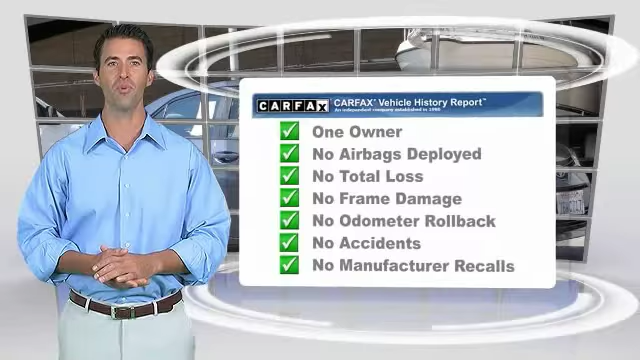 CARFAX CARFAX® Vehicle History Report™
An independent company established in 1986
One Owner
No Airbags Deployed
No Total Loss
No Frame Damage
No Odometer Rollback
No Accidents
No Manufacturer Recalls